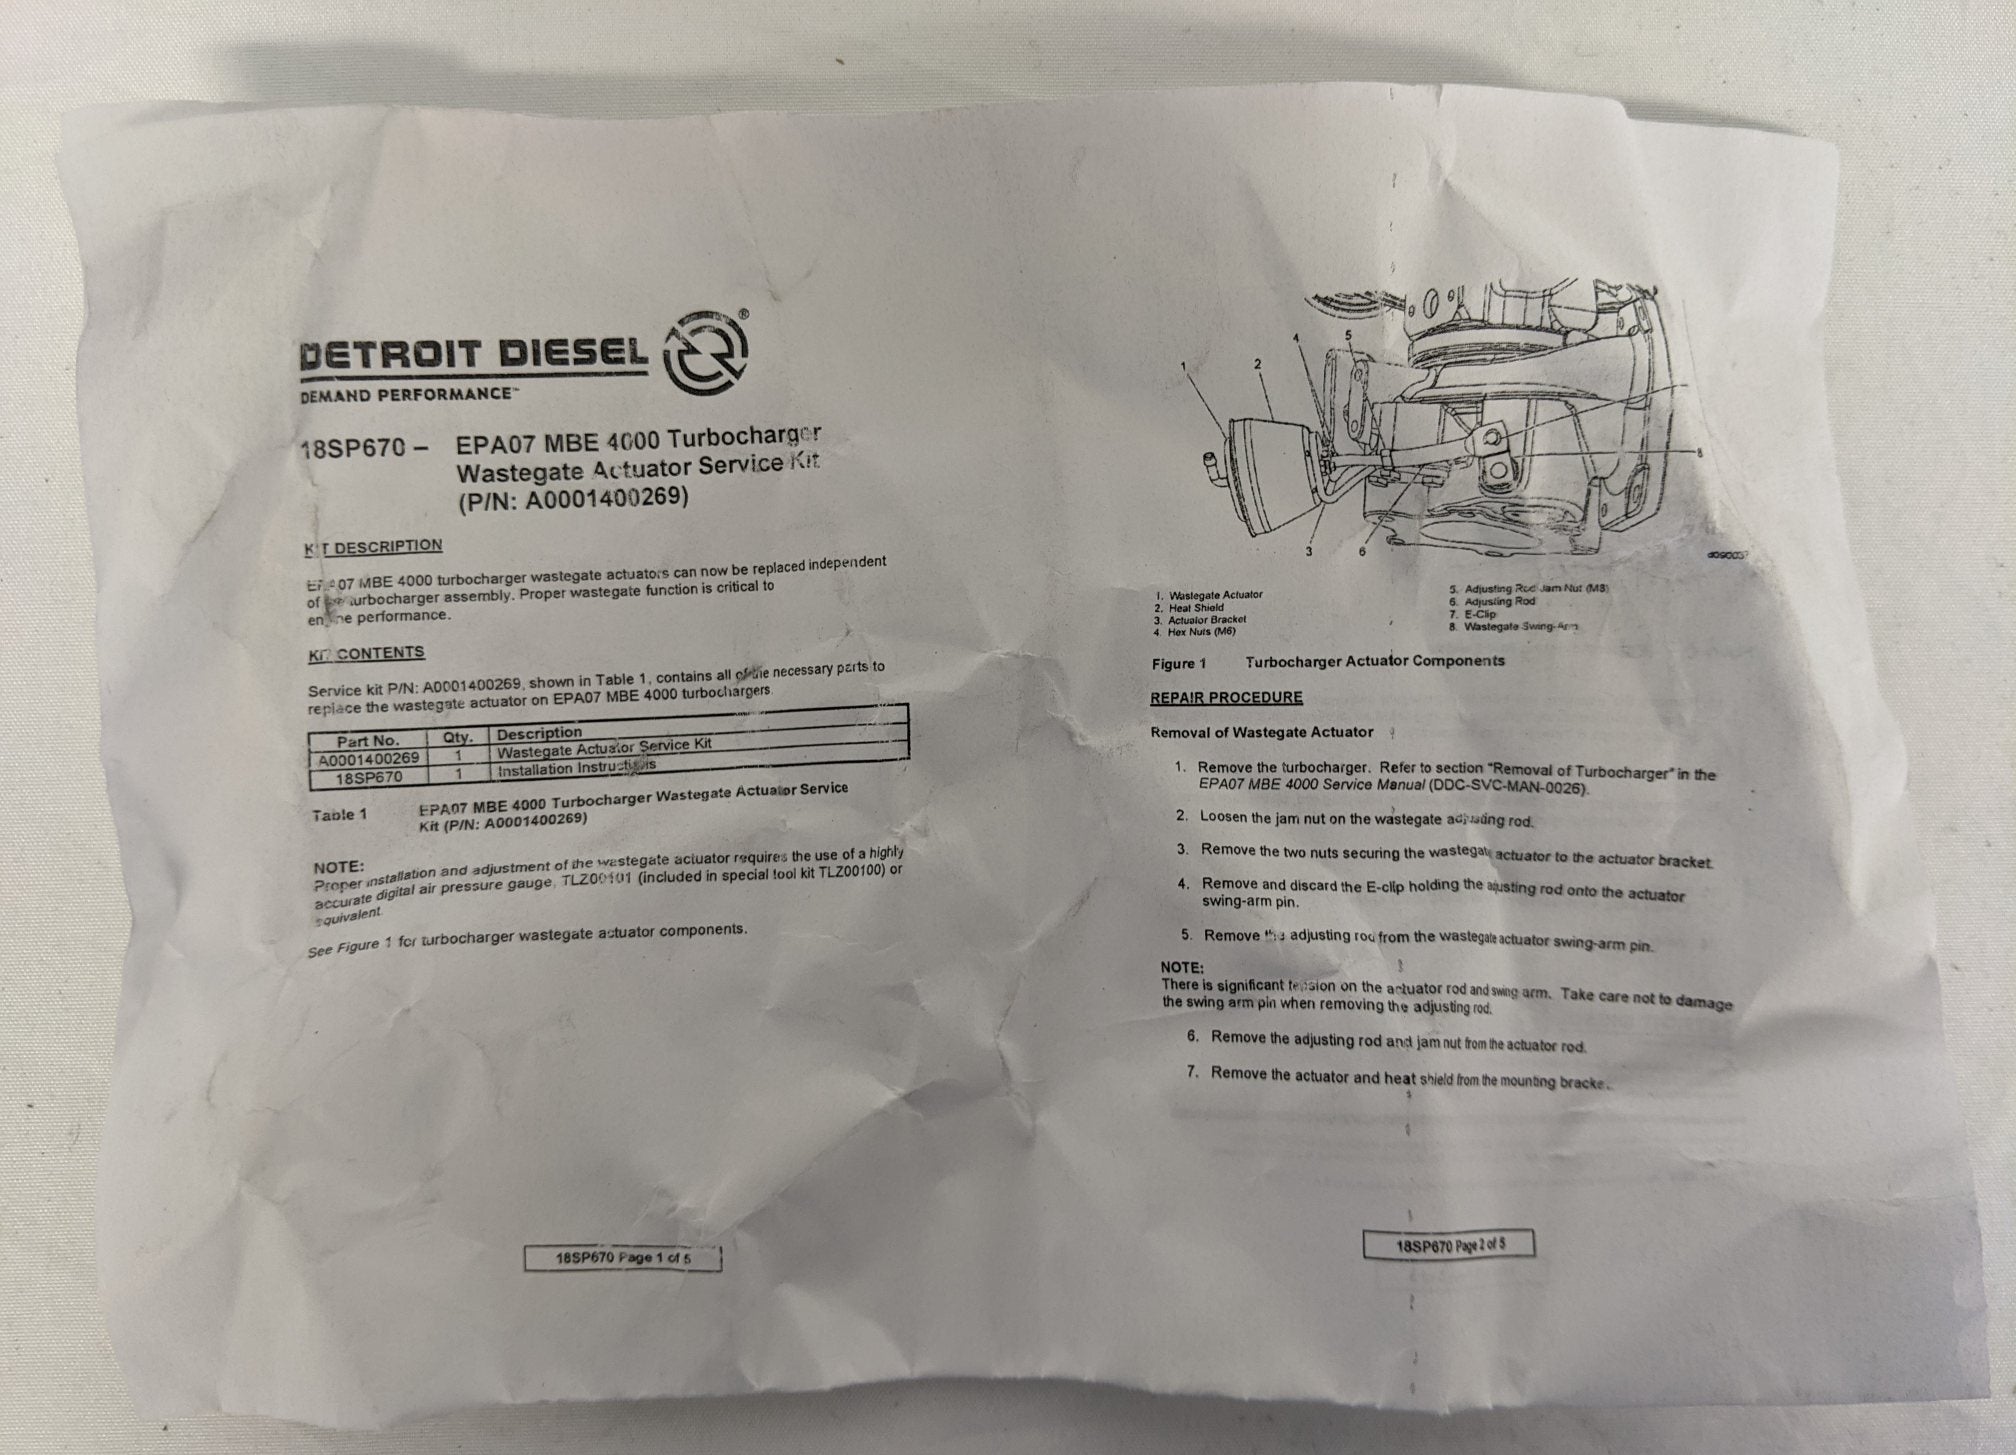 DETROIT DIESEL ®
DEMAND PERFORMANCE™
18SP670 – EPA07 MBE 4000 Turbocharger
Wastegate Actuator Service Kit
(P/N: A0001400269)
KIT DESCRIPTION
EPA07 MBE 4000 turbocharger wastegate actuators can now be replaced independent
of the turbocharger assembly. Proper wastegate function is critical to
engine performance.
KIT CONTENTS
Service kit P/N: A0001400269, shown in Table 1, contains all of the necessary parts to
replace the wastegate actuator on EPA07 MBE 4000 turbochargers.
Part No. Qty. Description
A0001400269 1 Wastegate Actuator Service Kit
18SP670 1 Installation Instructions
Table 1 EPA07 MBE 4000 Turbocharger Wastegate Actuator Service
Kit (P/N: A0001400269)
NOTE:
Proper installation and adjustment of the wastegate actuator requires the use of a highly
accurate digital air pressure gauge, TLZ00101 (included in special tool kit TLZ00100) or
equivalent.
See Figure 1 for turbocharger wastegate actuator components.
18SP670 Page 1 of 5
1
2
4
5
8
3
6
d090037
1. Wastegate Actuator
2. Heat Shield
3. Actuator Bracket
4. Hex Nuts (M6)
5. Adjusting Rod Jam Nut (M8)
6. Adjusting Rod
7. E-Clip
8. Wastegate Swing-Arm
Figure 1 Turbocharger Actuator Components
REPAIR PROCEDURE
Removal of Wastegate Actuator
1. Remove the turbocharger. Refer to section "Removal of Turbocharger" in the
EPA07 MBE 4000 Service Manual (DDC-SVC-MAN-0026).
2. Loosen the jam nut on the wastegate adjusting rod.
3. Remove the two nuts securing the wastegate actuator to the actuator bracket.
4. Remove and discard the E-clip holding the ajusting rod onto the actuator
swing-arm pin.
5. Remove the adjusting rod from the wastegate actuator swing-arm pin.
NOTE:
There is significant tension on the actuator rod and swing arm. Take care not to damage
the swing arm pin when removing the adjusting rod.
6. Remove the adjusting rod and jam nut from the actuator rod.
7. Remove the actuator and heat shield from the mounting bracket.
18SP670 Page 2 of 5